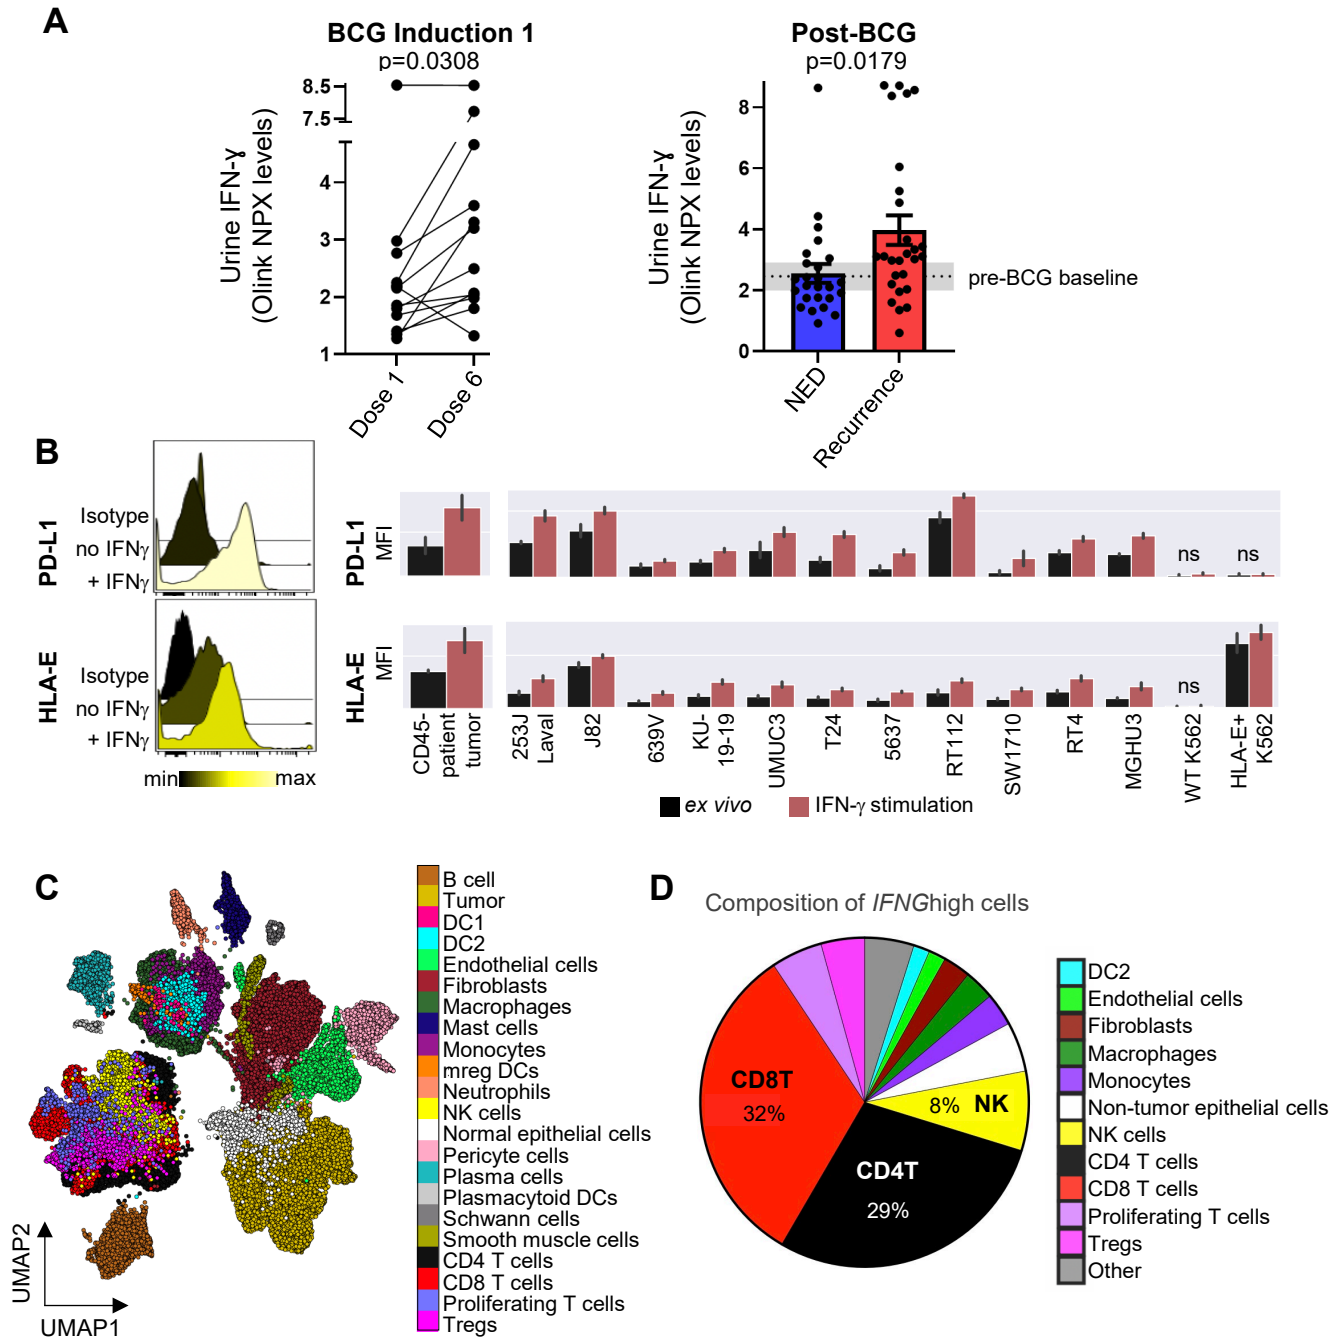 A
BCG Induction 1
p=0.0308
Urine IFN-ɣ
(Olink NPX levels)
8.5
7.5
4
3
2
1
Dose 1
Dose 6
Post-BCG
p=0.0179
Urine IFN-ɣ
(Olink NPX levels)
8
6
4
2
0
pre-BCG baseline
NED
Recurrence
B
PD-L1
Isotype
no IFNγ
+ IFNγ
HLA-E
Isotype
no IFNγ
+ IFNγ
min
max
PD-L1
MFI
ns
ns
HLA-E
MFI
ns
CD45-
patient
tumor
253J
Laval
J82
639V
KU-
19-19
UMUC3
T24
5637
RT112
SW1710
RT4
MGHU3
WT K562
HLA-E+
K562
ex vivo
IFN-γ stimulation
C
UMAP2
UMAP1
B cell
Tumor
DC1
DC2
Endothelial cells
Fibroblasts
Macrophages
Mast cells
Monocytes
mreg DCs
Neutrophils
NK cells
Normal epithelial cells
Pericyte cells
Plasma cells
Plasmacytoid DCs
Schwann cells
Smooth muscle cells
CD4 T cells
CD8 T cells
Proliferating T cells
Tregs
D
Composition of IFNGhigh cells
CD8T
32%
8% NK
CD4T
29%
DC2
Endothelial cells
Fibroblasts
Macrophages
Monocytes
Non-tumor epithelial cells
NK cells
CD4 T cells
CD8 T cells
Proliferating T cells
Tregs
Other